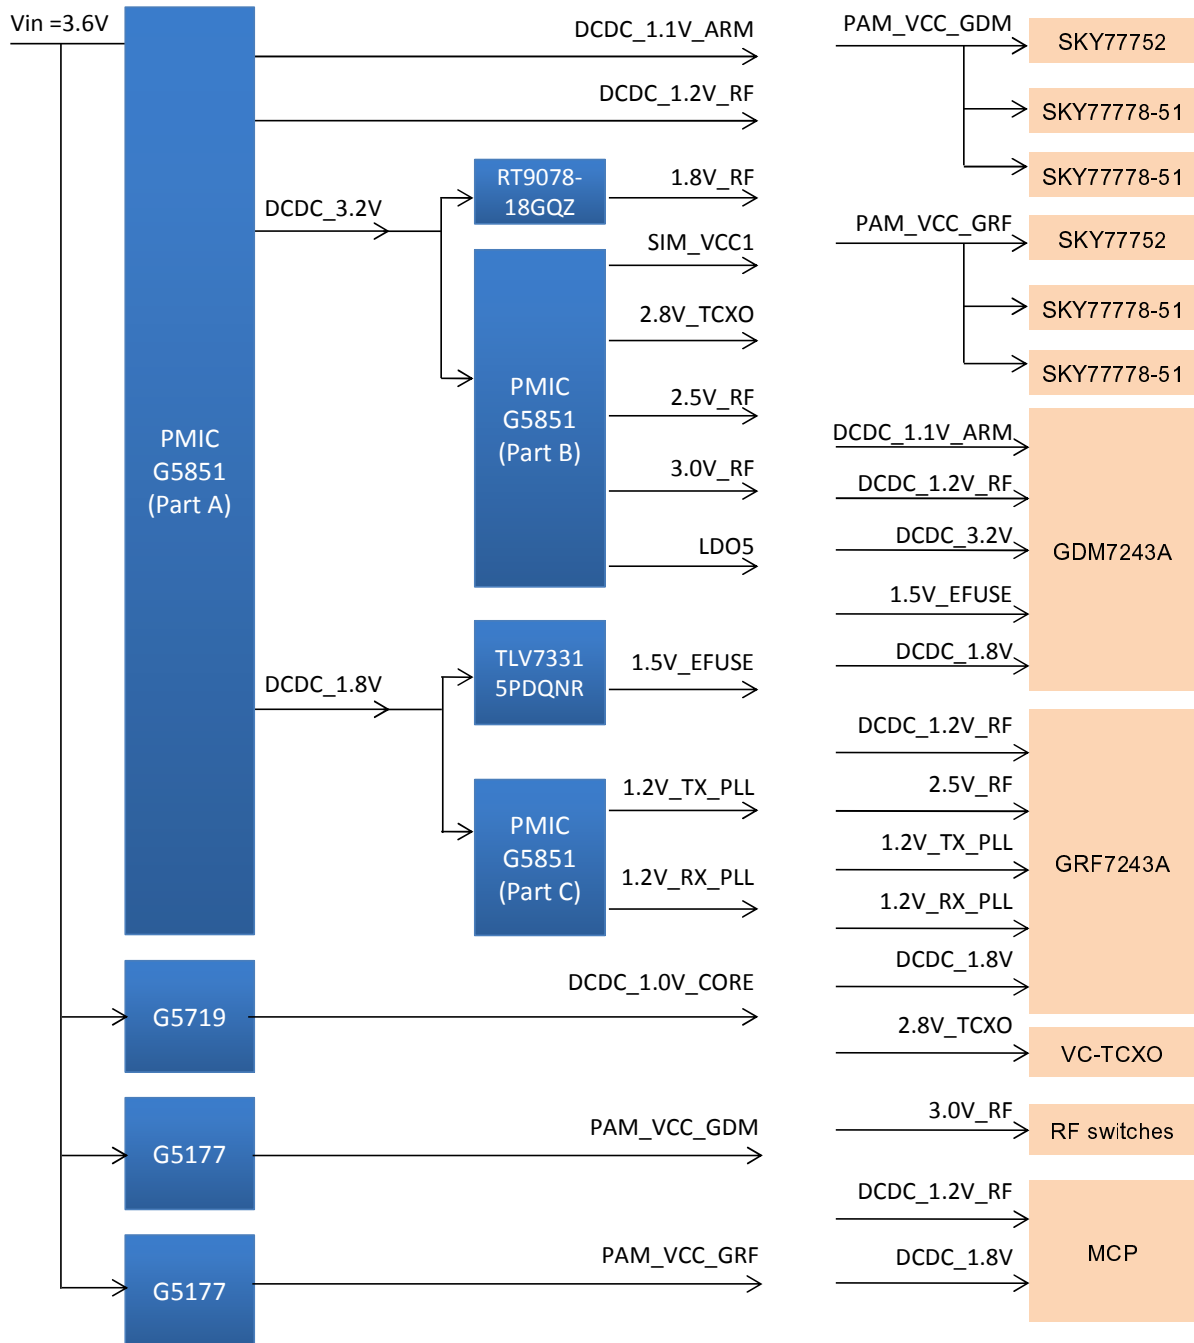 Vin =3.6V
PMIC
G5851
(Part A)
DCDC_1.1V_ARM
DCDC_1.2V_RF
DCDC_3.2V
RT9078-
18GQZ
1.8V_RF
PMIC
G5851
(Part B)
SIM_VCC1
2.8V_TCXO
2.5V_RF
3.0V_RF
LDO5
DCDC_1.8V
TLV7331
5PDQNR
1.5V_EFUSE
PMIC
G5851
(Part C)
1.2V_TX_PLL
1.2V_RX_PLL
G5719
DCDC_1.0V_CORE
G5177
PAM_VCC_GDM
G5177
PAM_VCC_GRF
PAM_VCC_GDM
SKY77752
SKY77778-51
SKY77778-51
PAM_VCC_GRF
SKY77752
SKY77778-51
SKY77778-51
DCDC_1.1V_ARM
DCDC_1.2V_RF
DCDC_3.2V
1.5V_EFUSE
DCDC_1.8V
GDM7243A
DCDC_1.2V_RF
2.5V_RF
1.2V_TX_PLL
1.2V_RX_PLL
DCDC_1.8V
GRF7243A
2.8V_TCXO
VC-TCXO
3.0V_RF
RF switches
DCDC_1.2V_RF
DCDC_1.8V
MCP